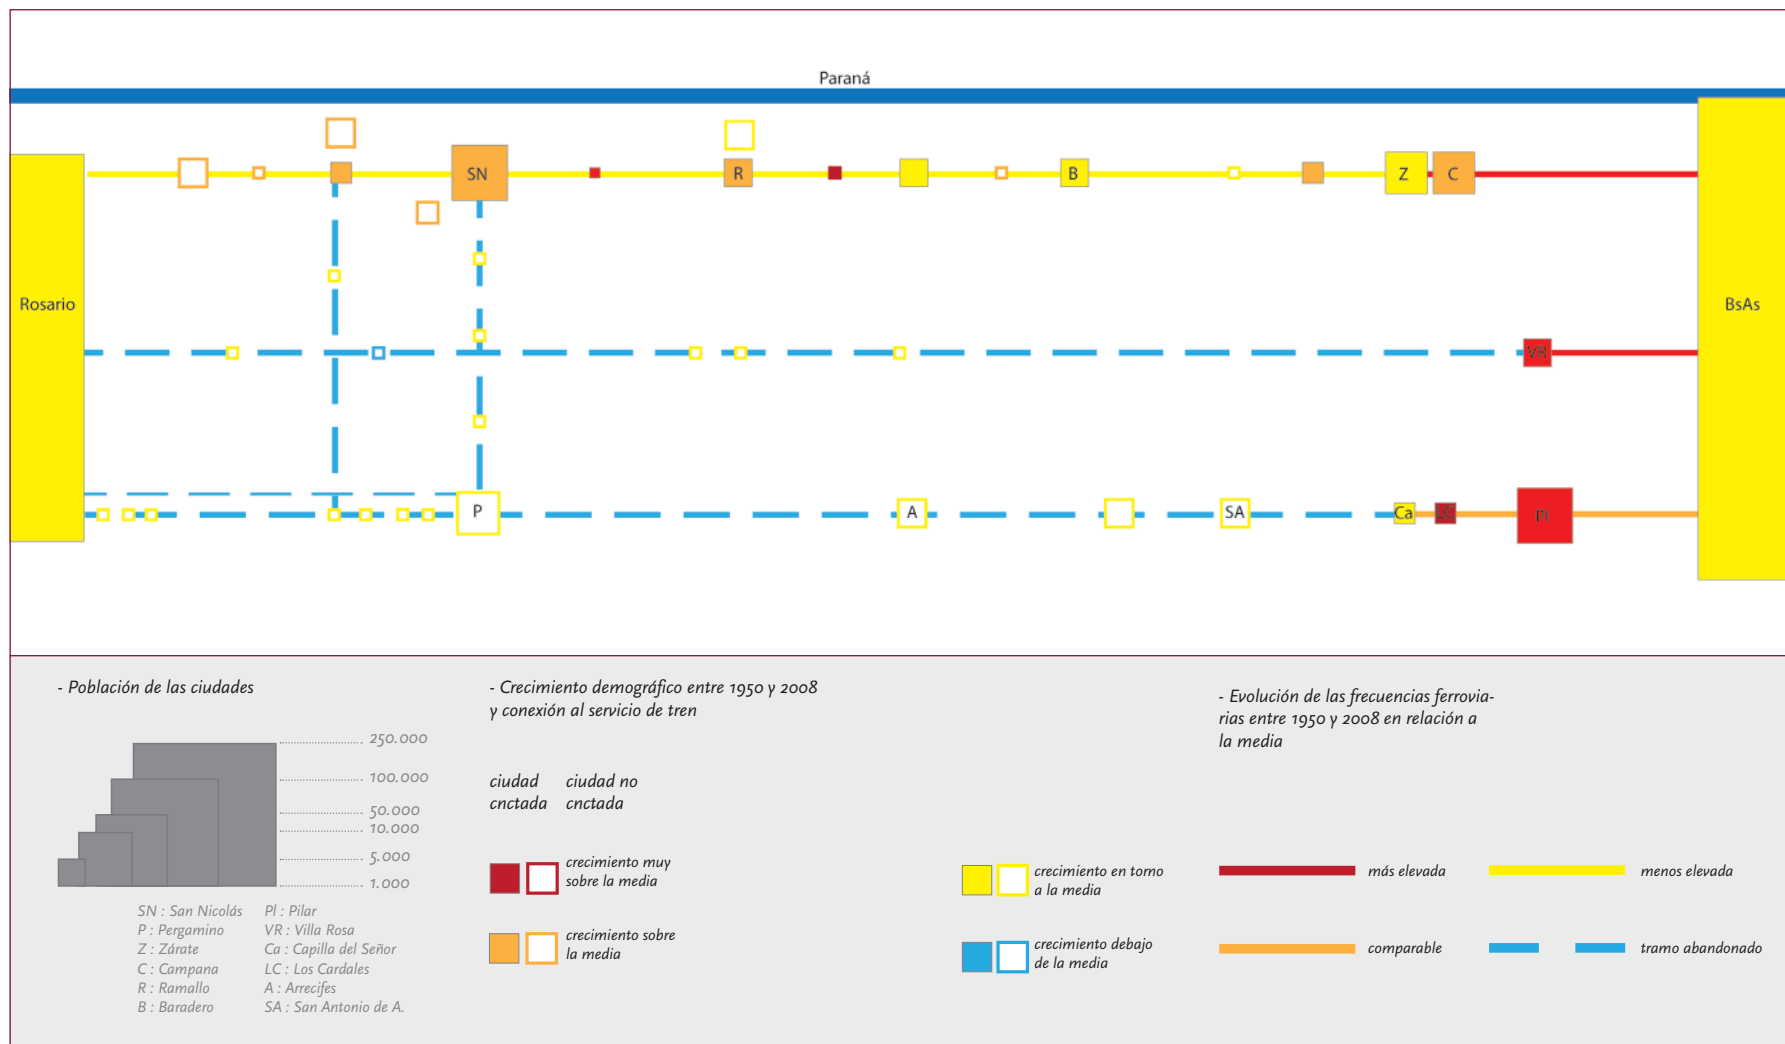 Paraná
SN
R
B
Z
C
Rosario
BsAs
VR
P
A
SA
Ca
LC
Pl
- Población de las ciudades
250.000
100.000
50.000
10.000
5.000
1.000
SN : San Nicolás
P : Pergamino
Z : Zárate
C : Campana
R : Ramallo
B : Baradero
Pl : Pilar
VR : Villa Rosa
Ca : Capilla del Señor
LC : Los Cardales
A : Arrecifes
SA : San Antonio de A.
- Crecimiento demográfico entre 1950 y 2008
y conexión al servicio de tren
ciudad
cnctada
ciudad no
cnctada
crecimiento muy
sobre la media
crecimiento sobre
la media
crecimiento en torno
a la media
crecimiento debajo
de la media
- Evolución de las frecuencias ferrovia-
rias entre 1950 y 2008 en relación a
la media
más elevada
menos elevada
comparable
tramo abandonado